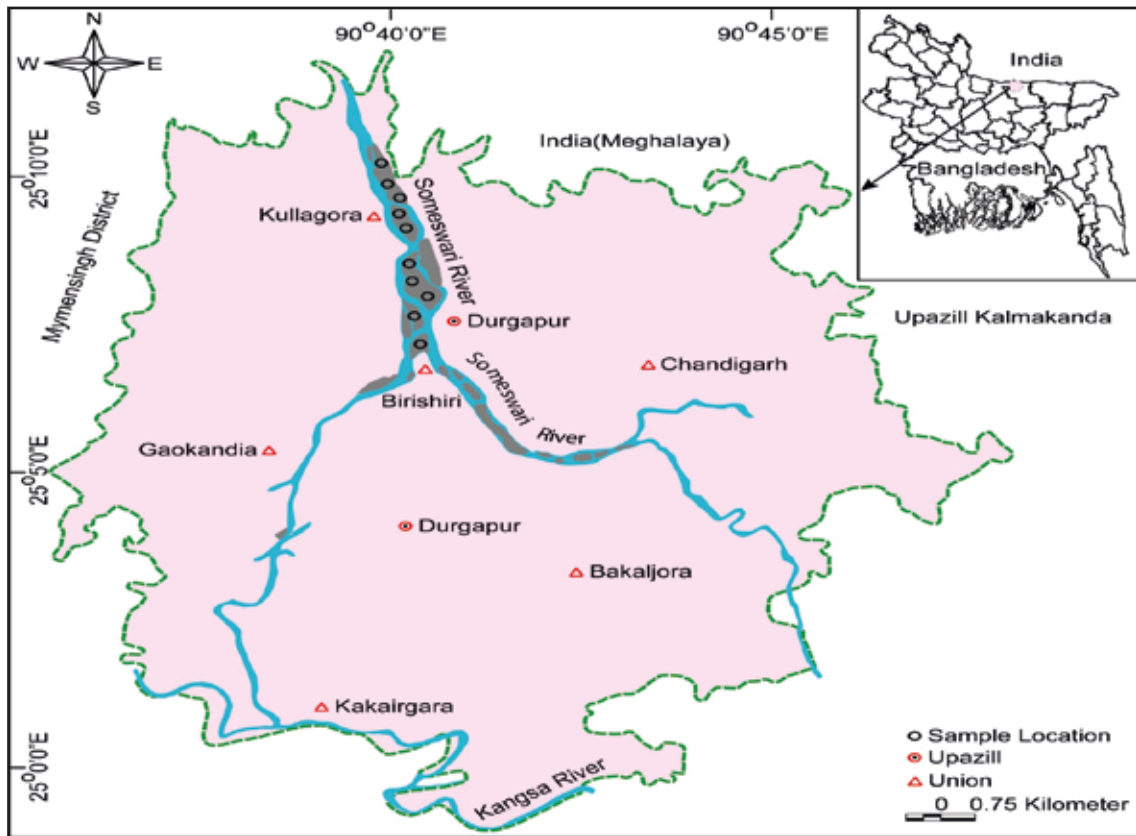 N
W E
S
90°40'0"E
90°45'0"E
India
Bangladesh
India(Meghalaya)
25°10'0"E
Mymensingh District
Kullagora
Someswari River
Durgapur
Upazill Kalmakanda
Chandigarh
Birishiri
Someswari River
Gaokandia
25°5'0"E
Durgapur
Bakaljora
Kakairgara
25°0'0"E
Kangsa River
Sample Location
Upazill
Union
0 0.75 Kilometer